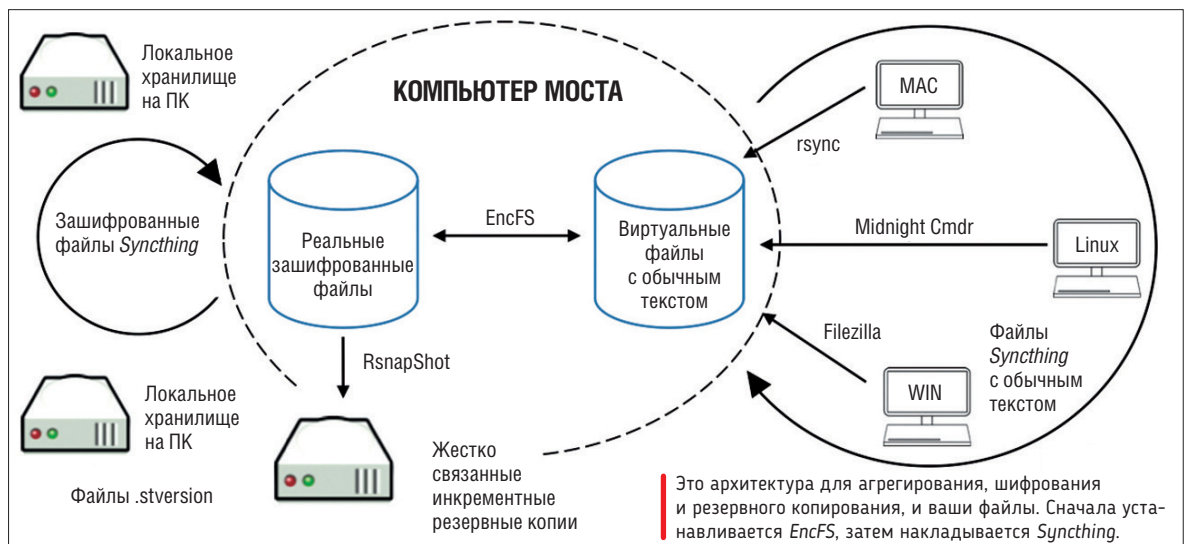 Локальное
хранилище
на ПК
Зашифрованные
файлы Syncthing
Локальное
хранилище
на ПК
Файлы .stversion
КОМПЬЮТЕР МОСТА
Реальные
зашифрованные
файлы
EncFS
Виртуальные
файлы
с обычным
текстом
RsnapShot
Жестко
связанные
инкрементные
резервные копии
MAC
rsync
Midnight Cmdr
Linux
Filezilla
WIN
Файлы
Syncthing
с обычным
текстом
Это архитектура для агрегирования, шифрования
и резервного копирования, и ваши файлы. Сначала уста-
навливается EncFS, затем накладывается Syncthing.